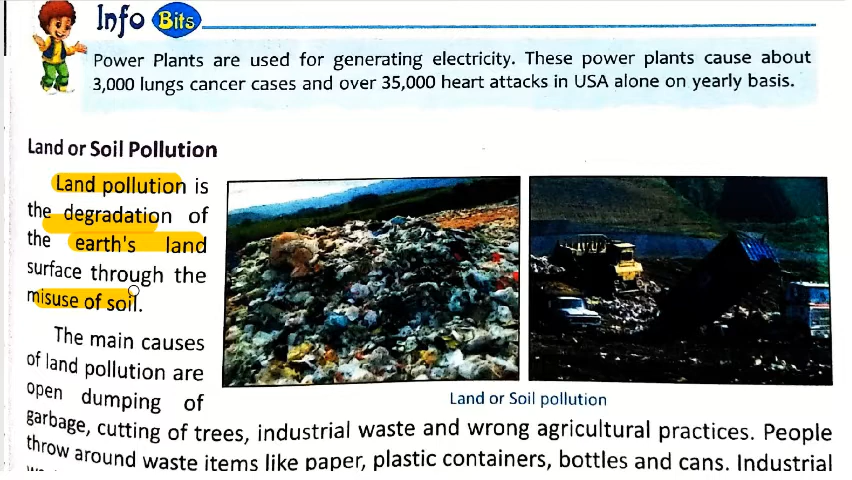 Info Bits
Power Plants are used for generating electricity. These power plants cause about
3,000 lungs cancer cases and over 35,000 heart attacks in USA alone on yearly basis.
Land or Soil Pollution
Land pollution is
the degradation of
the earth's land
surface through the
misuse of soil.
The main causes
of land pollution are
open dumping of
Land or Soil pollution
garbage, cutting of trees, industrial waste and wrong agricultural practices. People
throw around waste items like paper, plastic containers, bottles and cans. Industrial